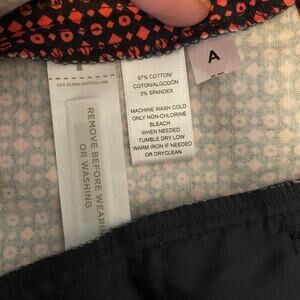 CUT ALONG DOTTED LINE
REMOVE BEFORE WEARING
OR WASHING
97% COTTON/
COTON/ALGODÓN
3% SPANDEX
MACHINE WASH COLD
ONLY NON-CHLORINE
BLEACH
WHEN NEEDED
TUMBLE DRY LOW
WARM IRON IF NEEDED
OR DRYCLEAN
A